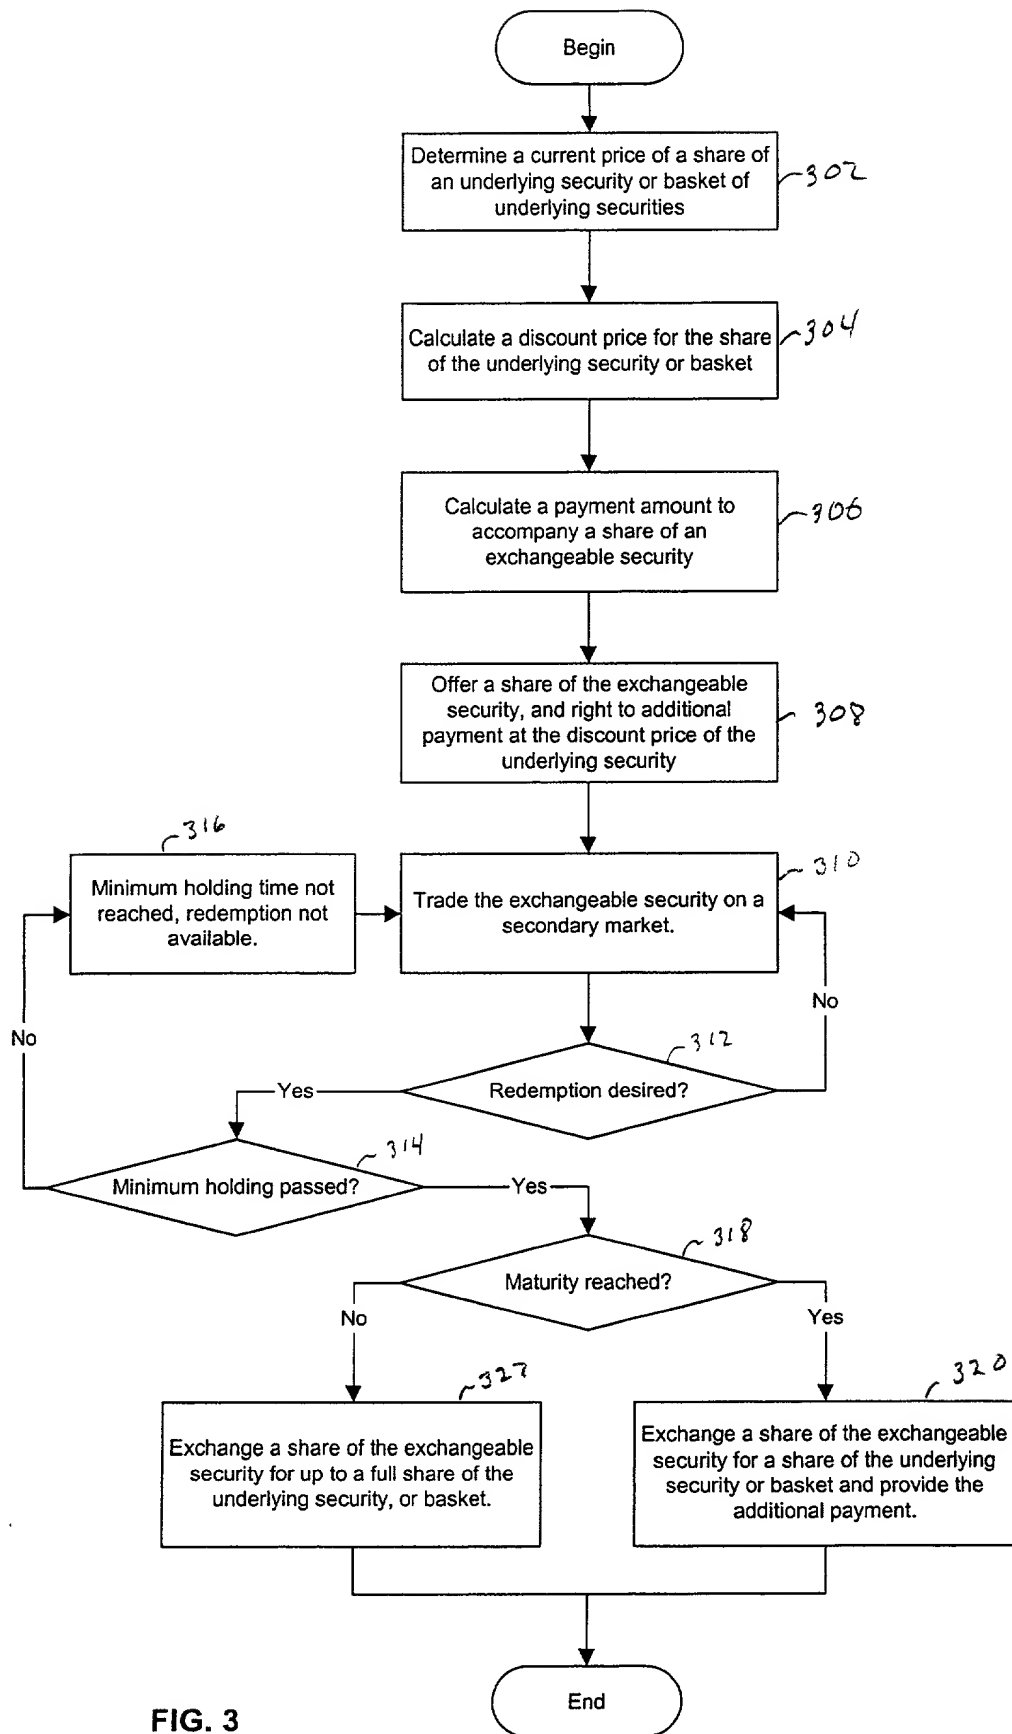 Begin
Determine a current price of a share of
an underlying security or basket of
underlying securities
302
Calculate a discount price for the share
of the underlying security or basket
304
Calculate a payment amount to
accompany a share of an
exchangeable security
306
Offer a share of the exchangeable
security, and right to additional
payment at the discount price of the
underlying security
308
316
Minimum holding time not
reached, redemption not
available.
Trade the exchangeable security on a
secondary market.
310
No
No
312
Redemption desired?
Yes
314
Minimum holding passed?
Yes
318
Maturity reached?
No
Yes
322
Exchange a share of the exchangeable
security for up to a full share of the
underlying security, or basket.
320
Exchange a share of the exchangeable
security for a share of the underlying
security or basket and provide the
additional payment.
End
FIG. 3